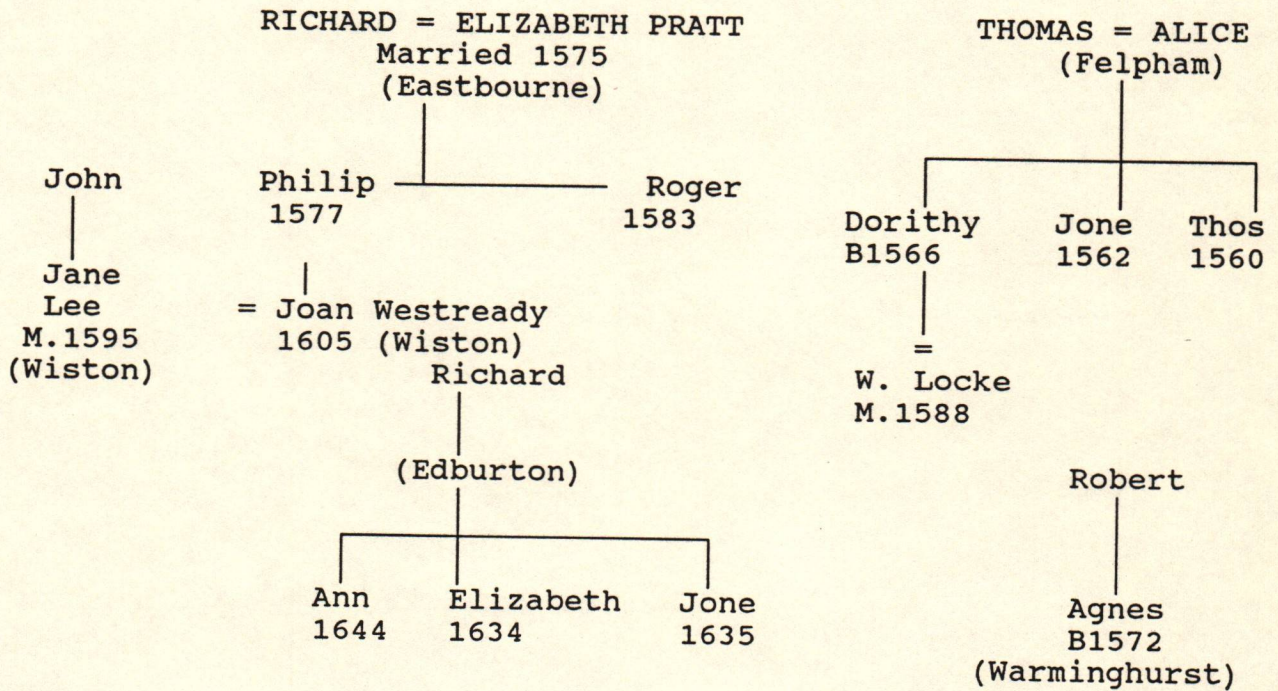 RICHARD = ELIZABETH PRATT
Married 1575
(Eastbourne)
THOMAS = ALICE
(Felpham)
John
Jane
Lee
M.1595
(Wiston)
Philip
1577
Roger
1583
= Joan Westready
1605 (Wiston)
Richard
(Edburton)
Ann
1644
Elizabeth
1634
Jone
1635
Dorithy
B1566
=
W. Locke
M.1588
Jone
1562
Thos
1560
Robert
Agnes
B1572
(Warminghurst)